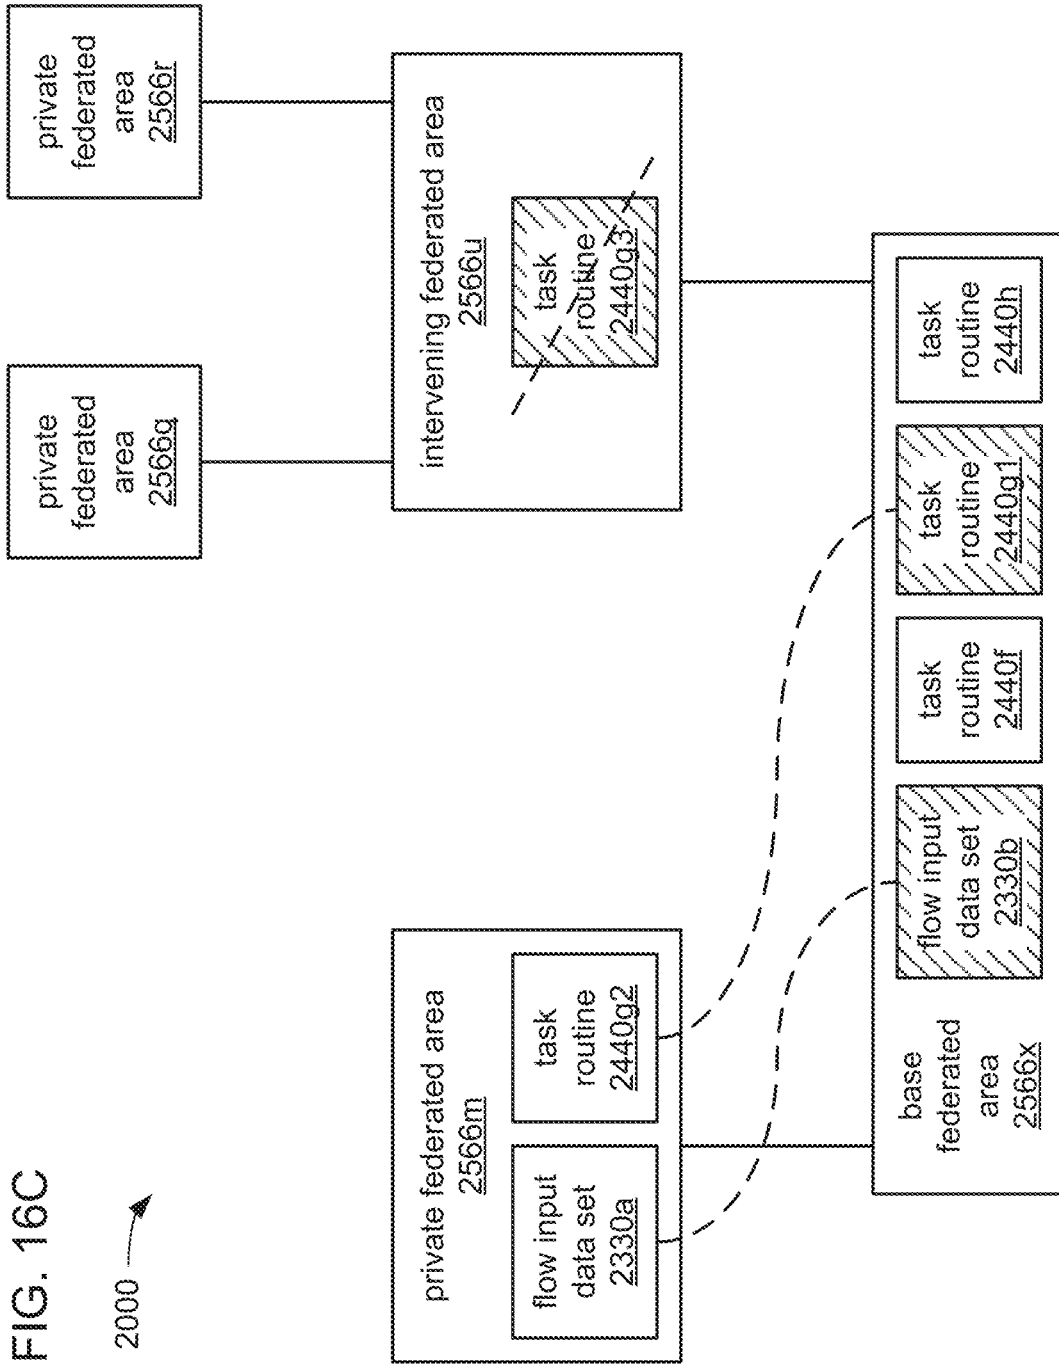 FIG. 16C
2000
private federated area
2566m
flow input
data set
2330a
task
routine
2440g2
private
federated
area
2566q
private
federated
area
2566r
intervening federated area
2566u
task
routine
2440g3
base
federated
area
2566x
flow input
data set
2330b
task
routine
2440f
task
routine
2440g1
task
routine
2440h